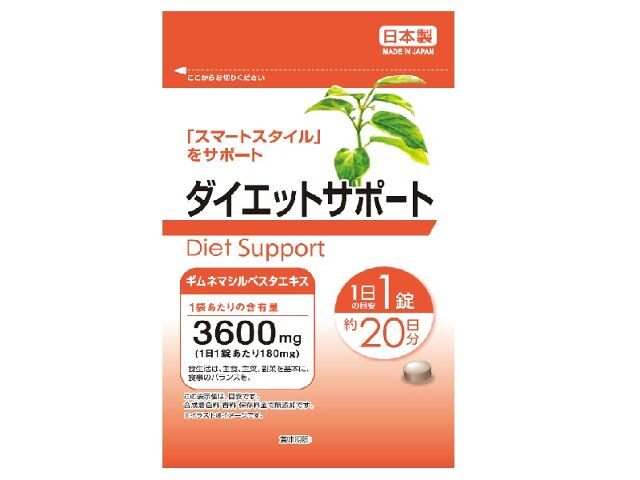 日本製
MADE IN JAPAN
ここからお切りください
「スマートスタイル」
をサポート
ダイエットサポート
Diet Support
ギムネマシルベスタエキス
1袋あたりの含有量
3600mg
(1日1錠あたり180mg)
食生活は、主食、主菜、副菜を基本に、
食事のバランスを。
この表示値は、目安です。
合成着色料・香料・保存料全て無添加です。
※イラストはイメージです。
1日の目安1錠
約20日分
賞味期限